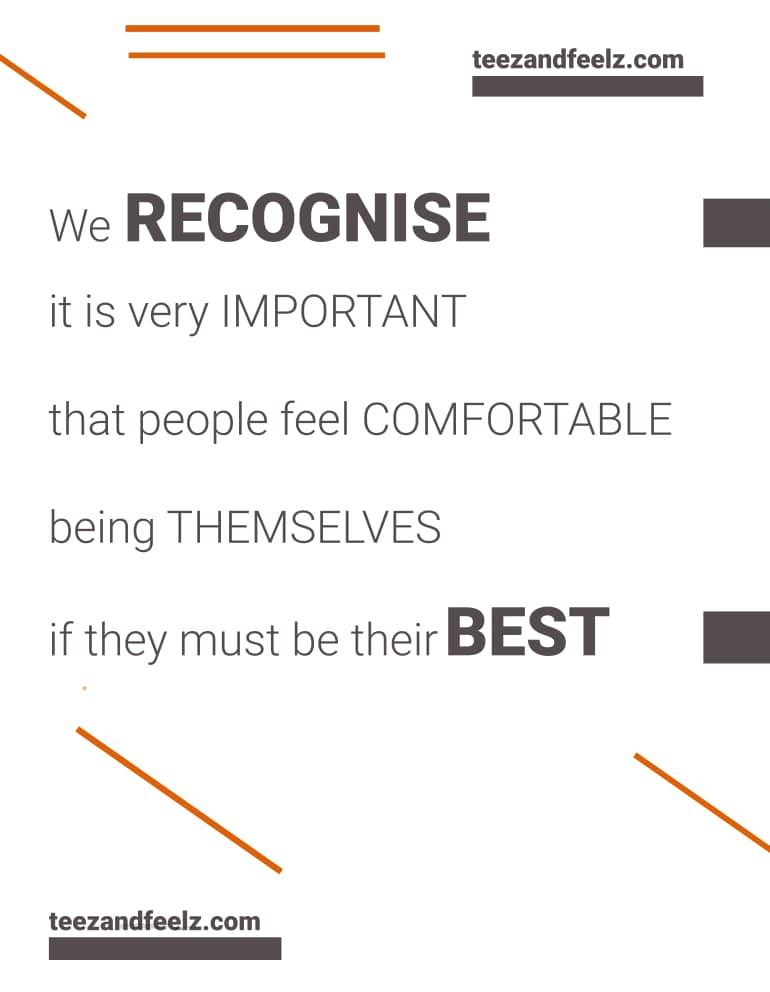 teezandfeelz.com
We RECOGNISE
it is very IMPORTANT
that people feel COMFORTABLE
being THEMSELVES
if they must be their BEST
teezandfeelz.com